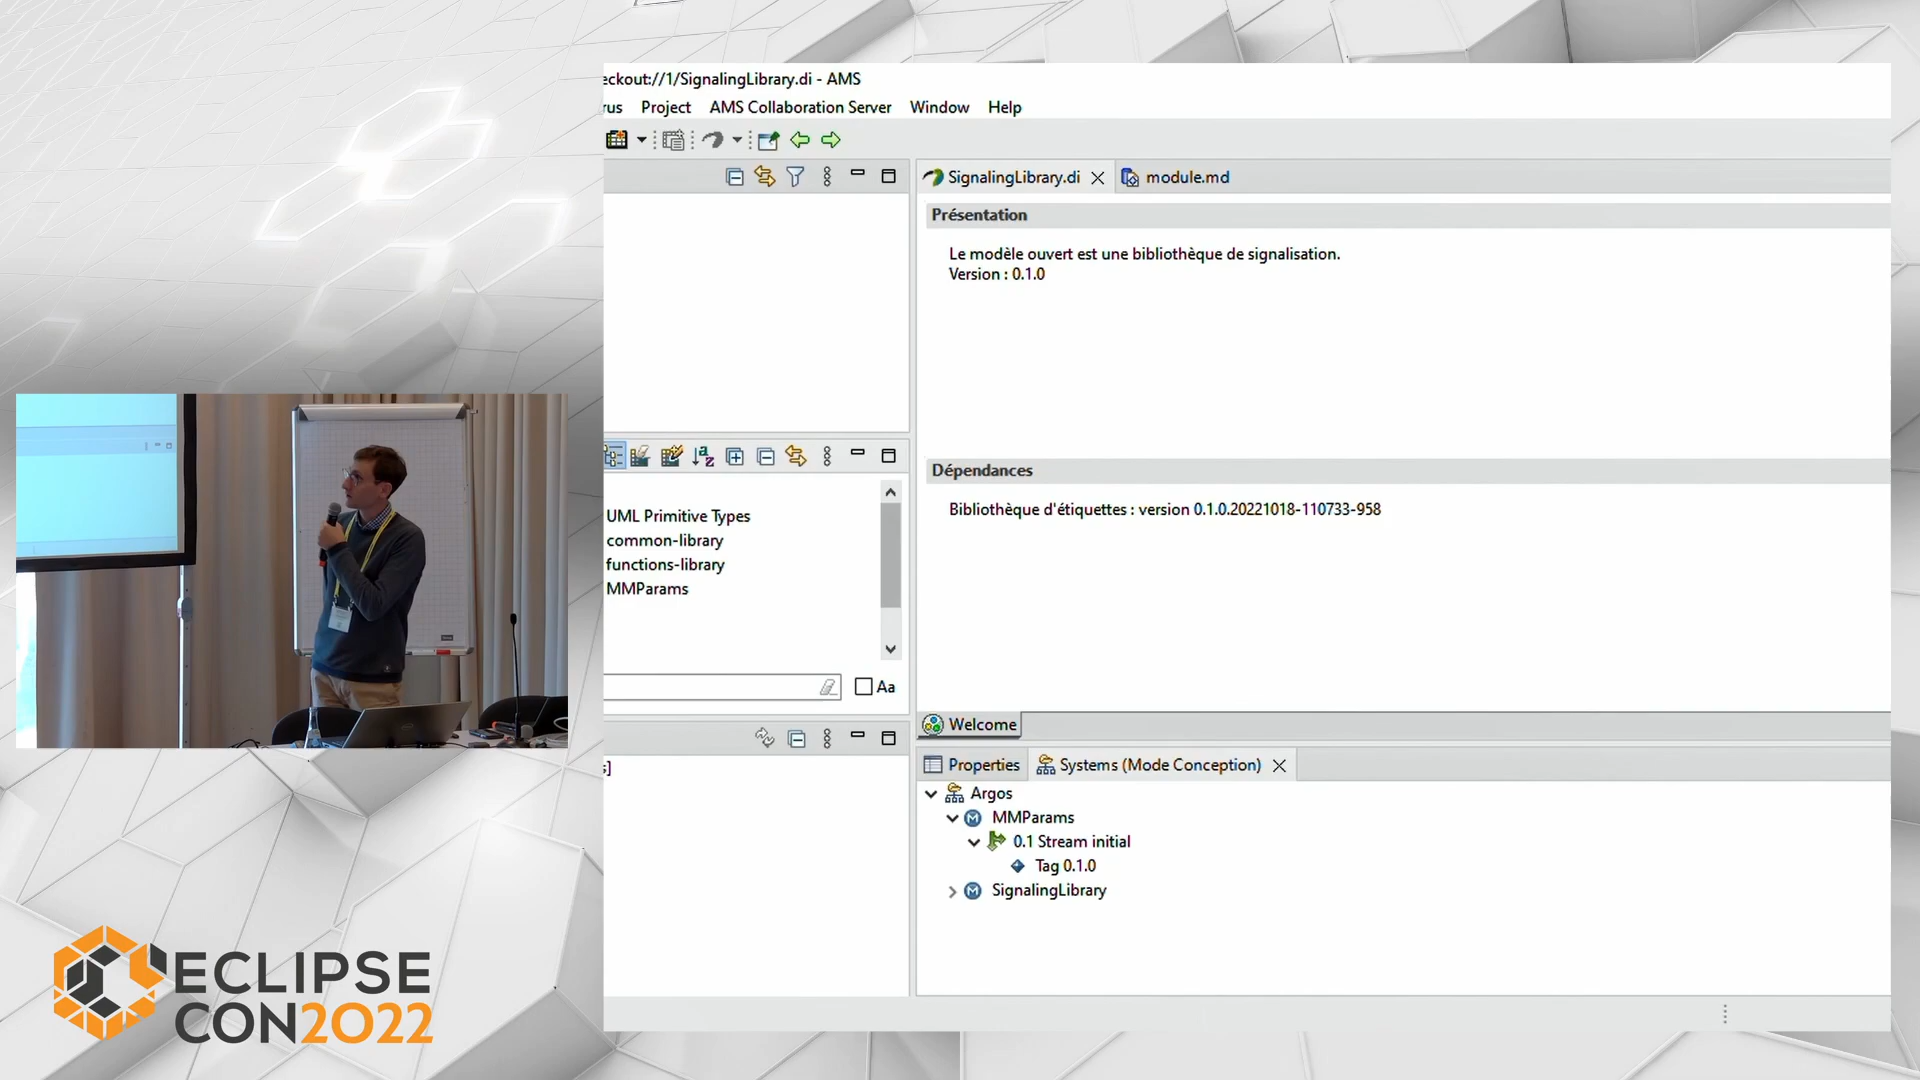 eckout://1/SignalingLibrary.di - AMS
rus Project AMS Collaboration Server Window Help
SignalingLibrary.di
module.md
Présentation
Le modèle ouvert est une bibliothèque de signalisation.
Version : 0.1.0
UML Primitive Types
common-library
functions-library
MMParams
Aa
Dépendances
Bibliothèque d'étiquettes : version 0.1.0.20221018-110733-958
Welcome
s]
Properties
Systems (Mode Conception)
Argos
MMParams
0.1 Stream initial
Tag 0.1.0
SignalingLibrary
ECLIPSE
CON2022